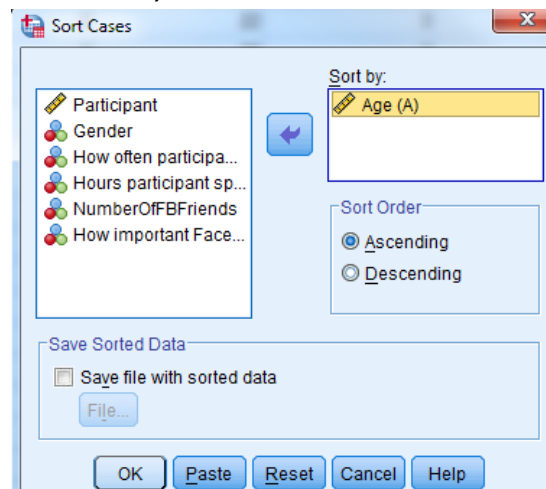 Sort Cases
Sort by:
Participant
Gender
How often participa...
Hours participant sp...
NumberOfFBFriends
How important Face...
Age (A)
Sort Order
Ascending
Descending
Save Sorted Data
Save file with sorted data
File...
OK Paste Reset Cancel Help